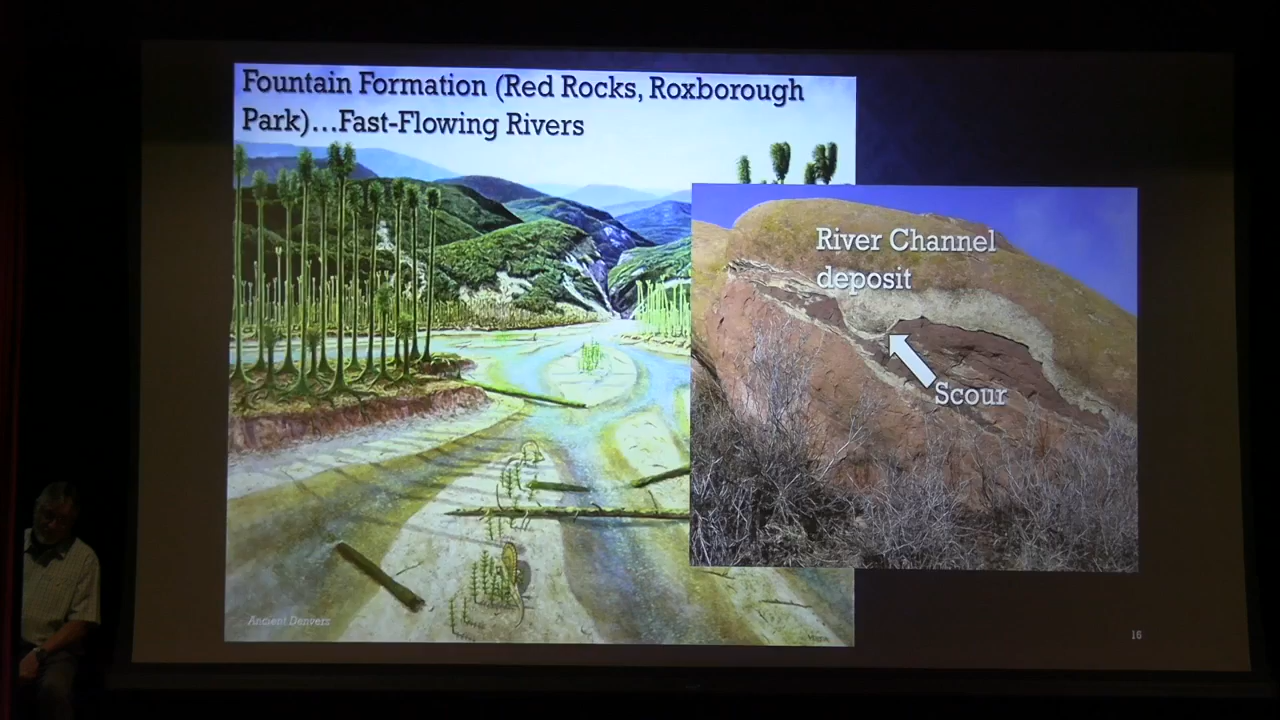 Fountain Formation (Red Rocks, Roxborough
Park)...Fast-Flowing Rivers
River Channel
deposit
Scour
Ancient Denvers
16